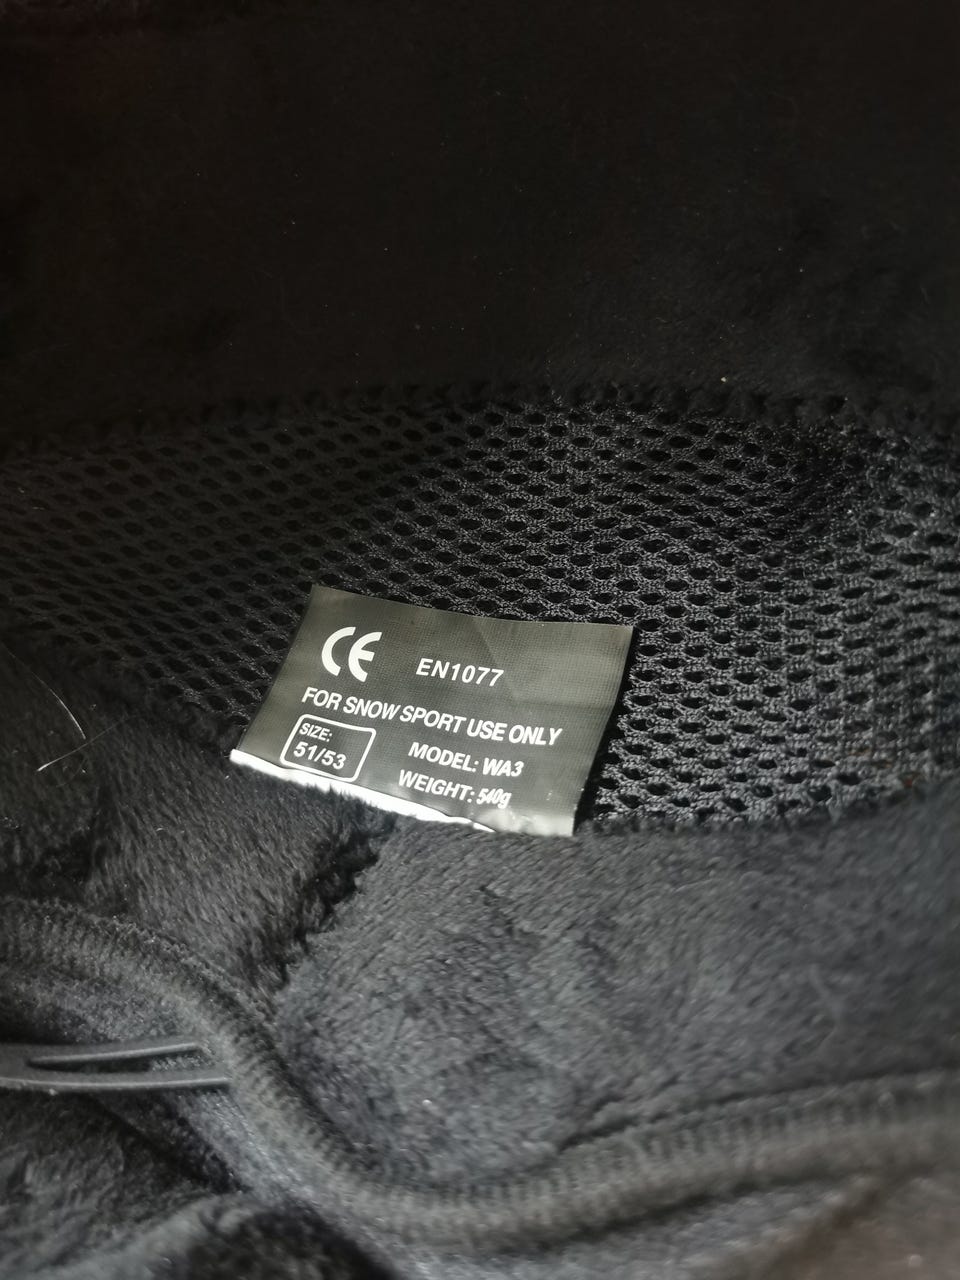 CE EN1077
FOR SNOW SPORT USE ONLY
SIZE:
51/53
MODEL: WA3
WEIGHT: 540g